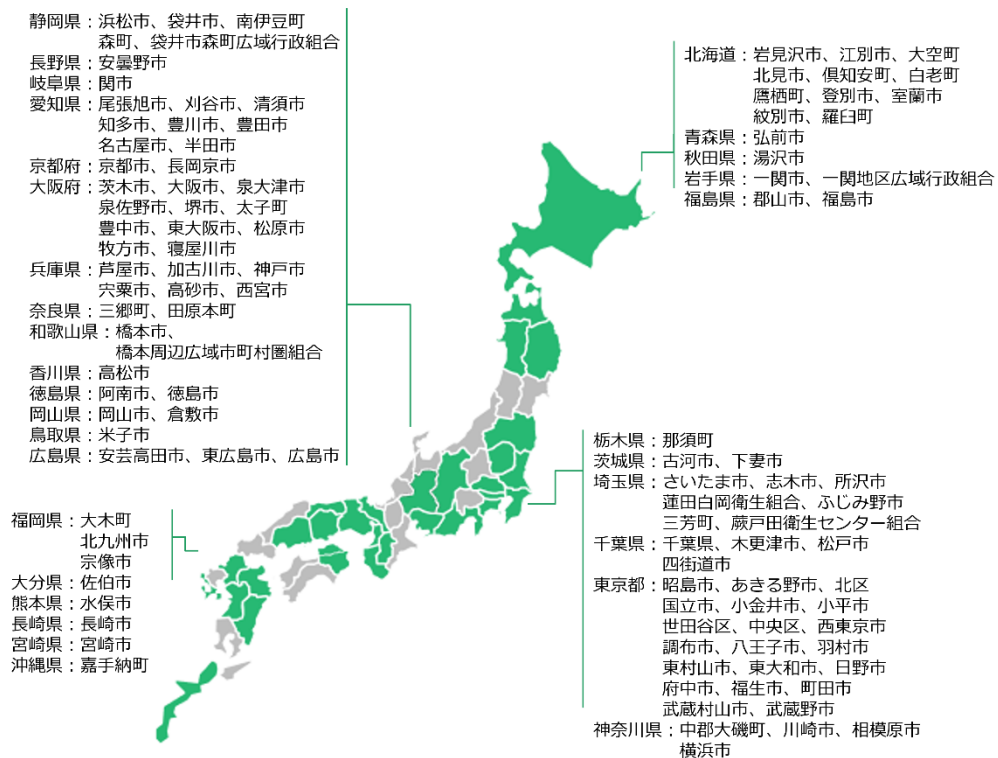 静岡県：浜松市、袋井市、南伊豆町
森町、袋井市森町広域行政組合
長野県：安曇野市
岐阜県：関市
愛知県：尾張旭市、刈谷市、清須市
知多市、豊川市、豊田市
名古屋市、半田市
京都府：京都市、長岡京市
大阪府：茨木市、大阪市、泉大津市
泉佐野市、堺市、太子町
豊中市、東大阪市、松原市
牧方市、寝屋川市
兵庫県：芦屋市、加古川市、神戸市
宍粟市、高砂市、西宮市
奈良県：三郷町、田原本町
和歌山県：橋本市、
橋本周辺広域市町村圏組合
香川県：高松市
徳島県：阿南市、徳島市
岡山県：岡山市、倉敷市
鳥取県：米子市
広島県：安芸高田市、東広島市、広島市
福岡県：大木町
北九州市
宗像市
大分県：佐伯市
熊本県：水俣市
長崎県：長崎市
宮崎県：宮崎市
沖縄県：嘉手納町
北海道：岩見沢市、江別市、大空町
北見市、倶知安町、白老町
鷹栖町、登別市、室蘭市
紋別市、羅臼町
青森県：弘前市
秋田県：湯沢市
岩手県：一関市、一関地区広域行政組合
福島県：郡山市、福島市
栃木県：那須町
茨城県：古河市、下妻市
埼玉県：さいたま市、志木市、所沢市
蓮田白岡衛生組合、ふじみ野市
三芳町、蕨戸田衛生センター組合
千葉県：千葉県、木更津市、松戸市
四街道市
東京都：昭島市、あきる野市、北区
国立市、小金井市、小平市
世田谷区、中央区、西東京市
調布市、八王子市、羽村市
東村山市、東大和市、日野市
府中市、福生市、町田市
武蔵村山市、武蔵野市
神奈川県：中郡大磯町、川崎市、相模原市
横浜市